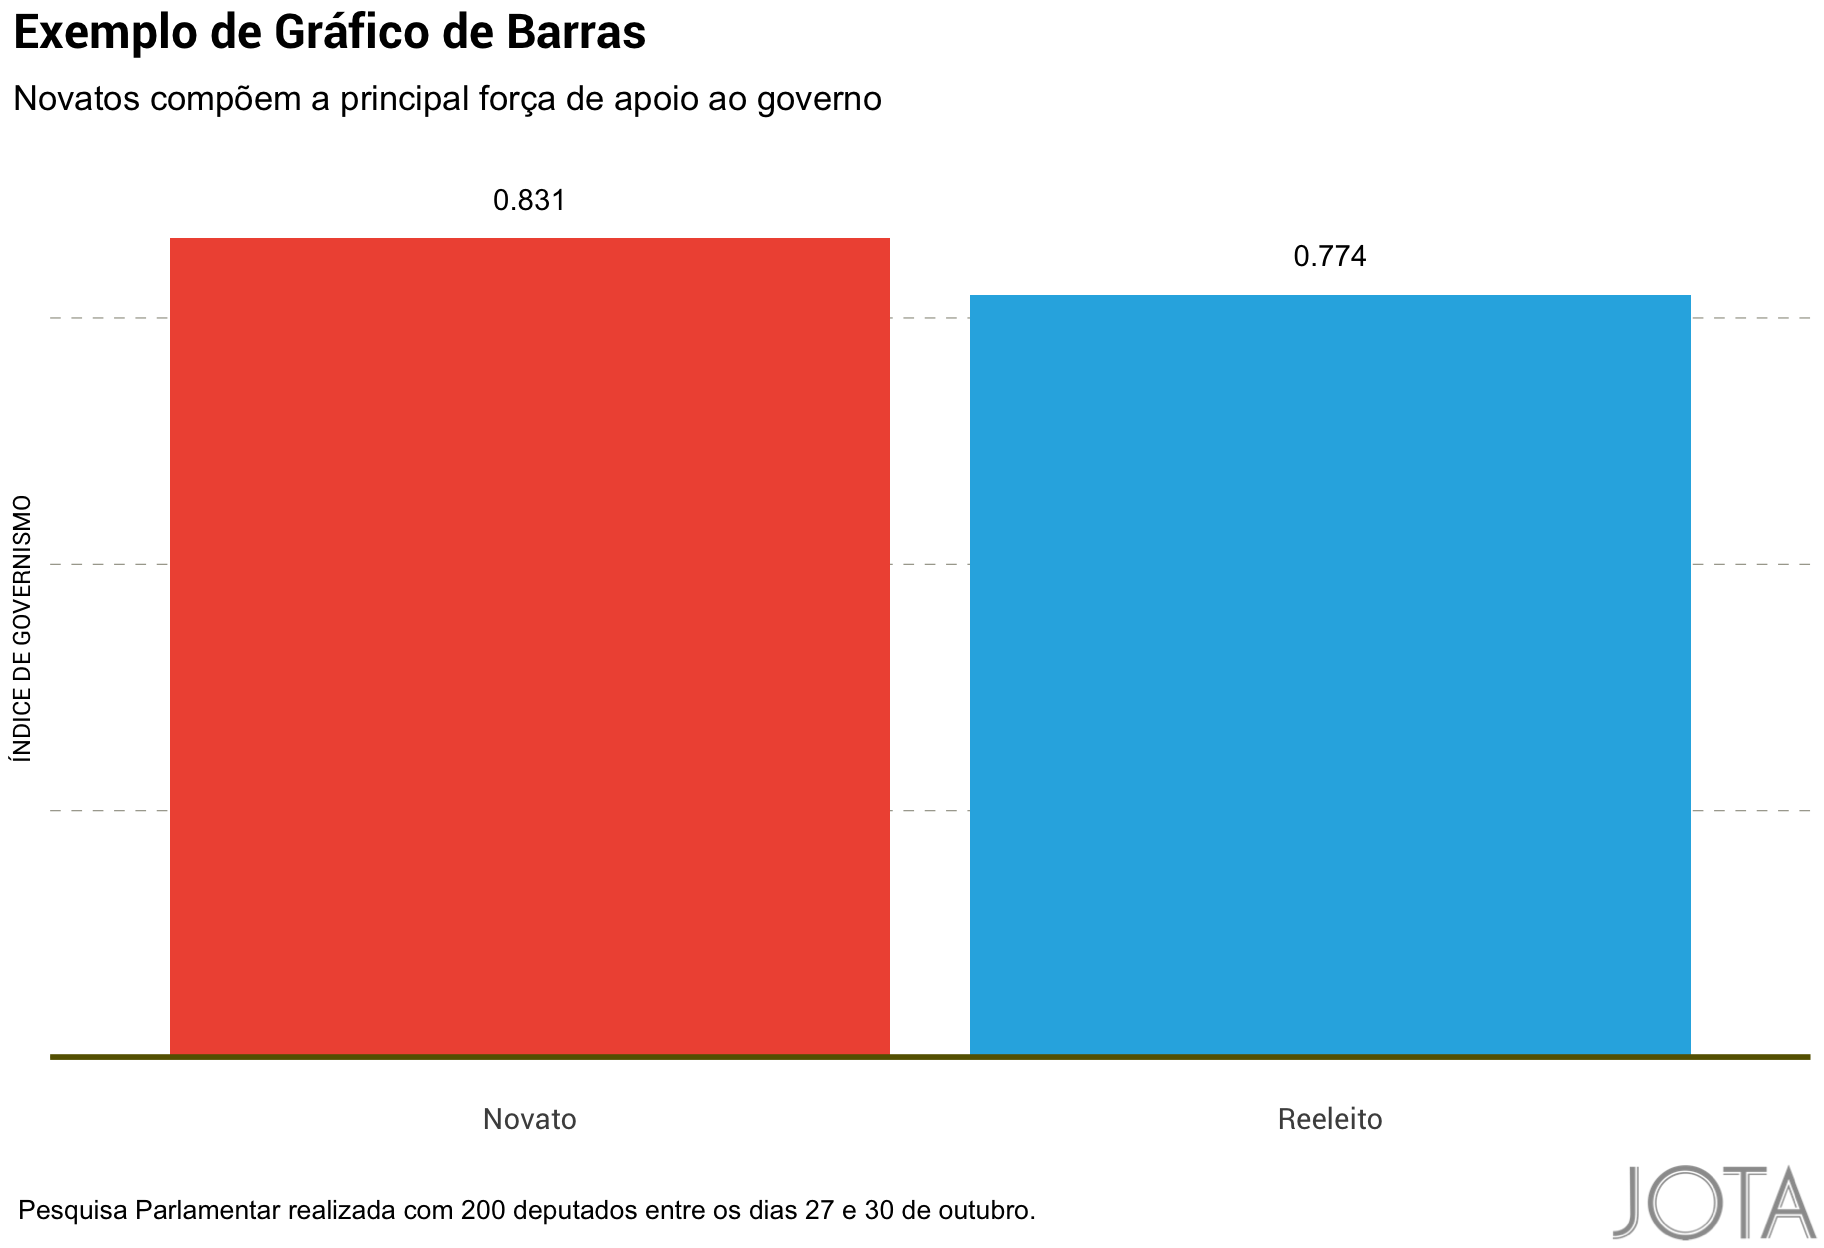 Exemplo de Gráfico de Barras
Novatos compõem a principal força de apoio ao governo
0.831
0.774
ÍNDICE DE GOVERNISMO
Novato
Reeleito
Pesquisa Parlamentar realizada com 200 deputados entre os dias 27 e 30 de outubro.
JOTA